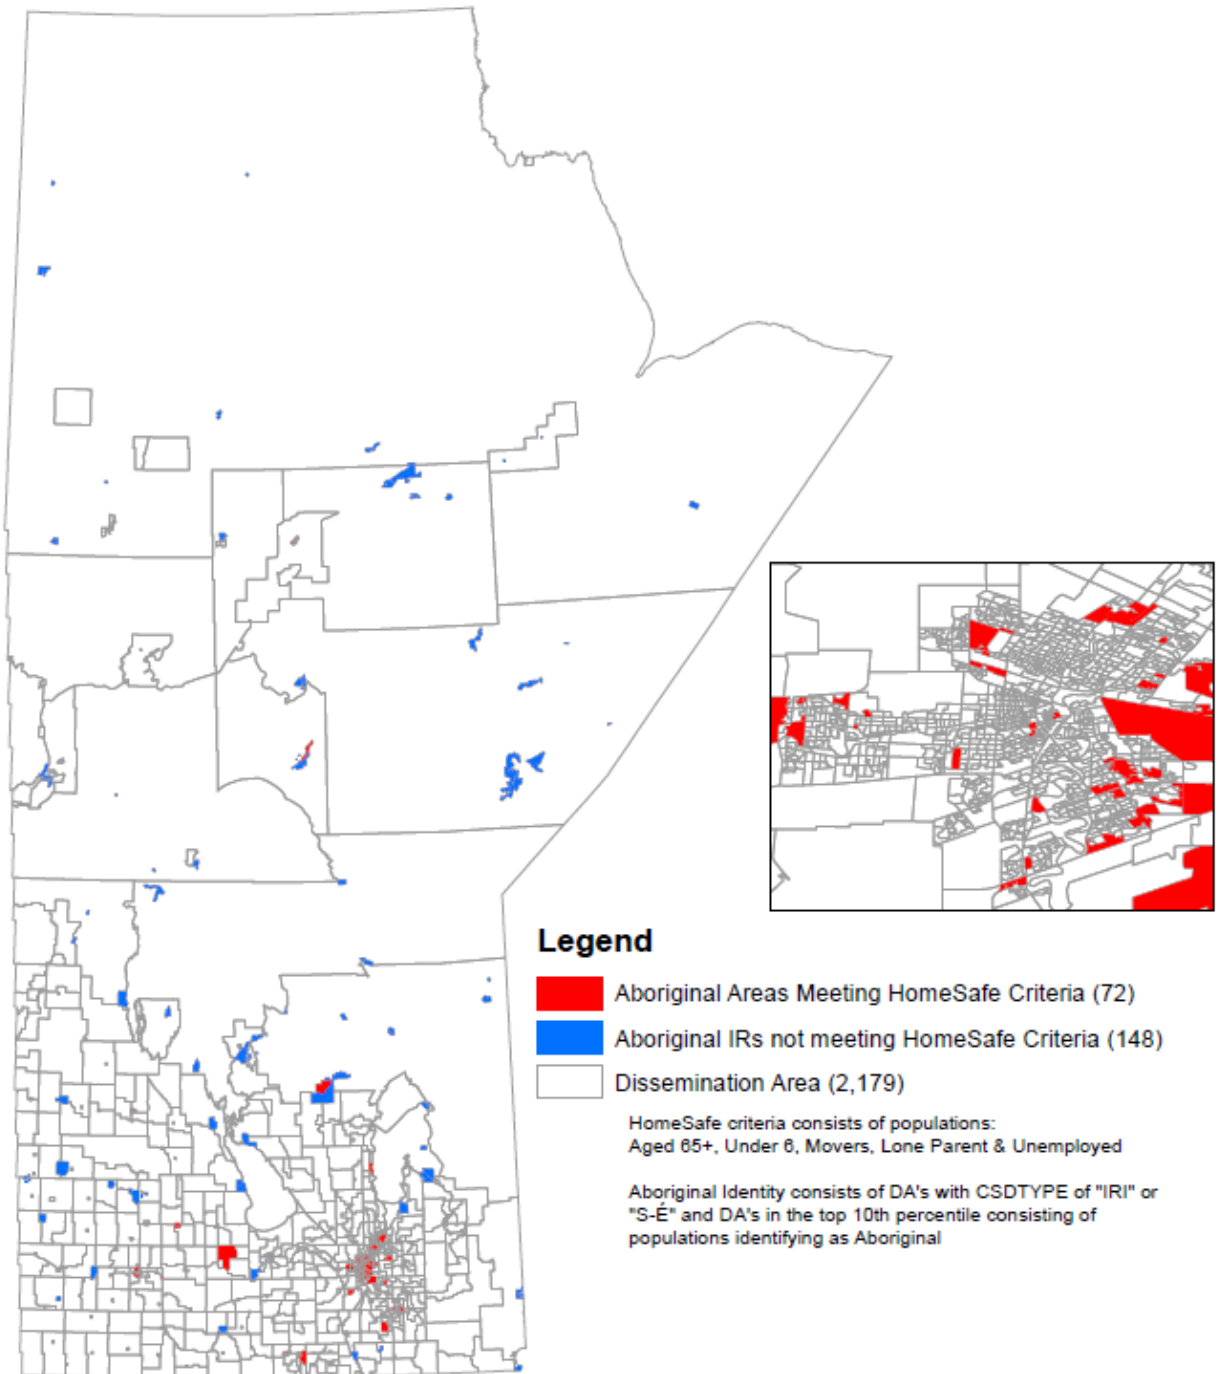 Legend
Aboriginal Areas Meeting HomeSafe Criteria (72)
Aboriginal IRs not meeting HomeSafe Criteria (148)
Dissemination Area (2,179)
HomeSafe criteria consists of populations:
Aged 65+, Under 6, Movers, Lone Parent & Unemployed
Aboriginal Identity consists of DA's with CSDTYPE of "IRI" or
"S-É" and DA's in the top 10th percentile consisting of
populations identifying as Aboriginal